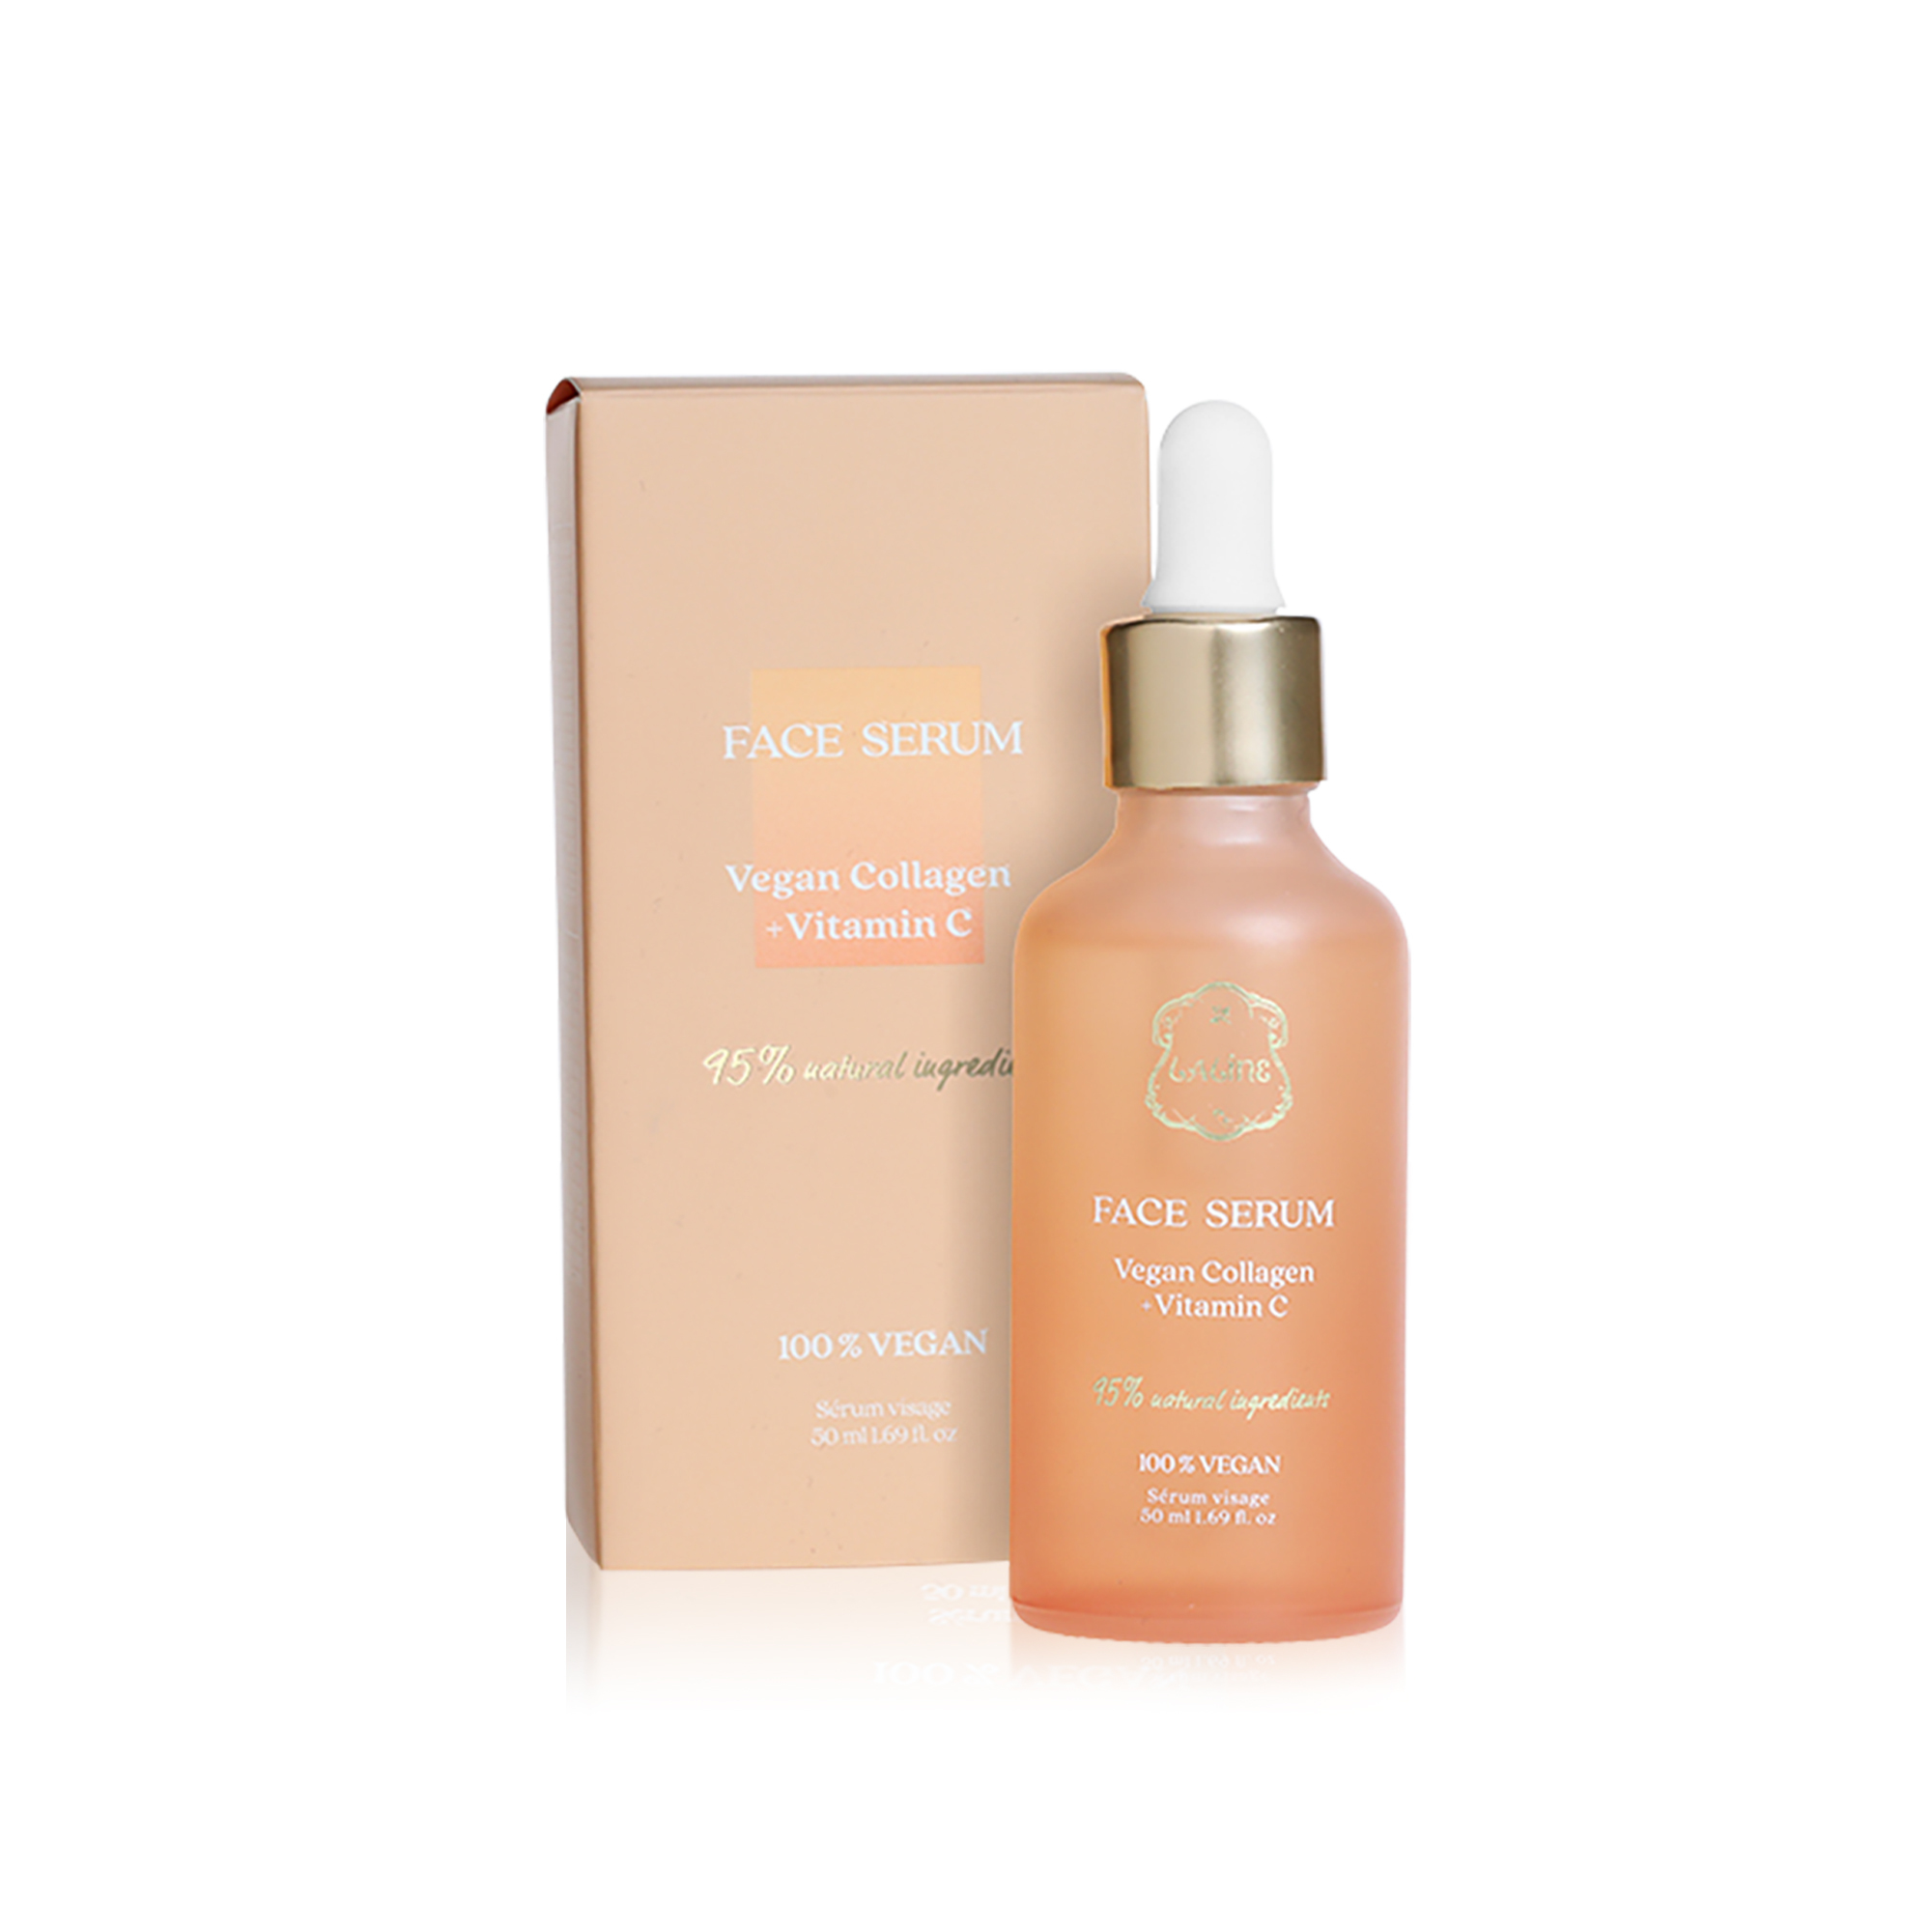 FACE SERUM
Vegan Collagen
+Vitamin C
95% natural
100% VEGAN
Sérum visage
50 ml 1.69 fl. oz
LALINE
FACE SERUM
Vegan Collagen
+Vitamin C
95% natural ingredients
100% VEGAN
Sérum visage
50 ml 1.69 fl. oz